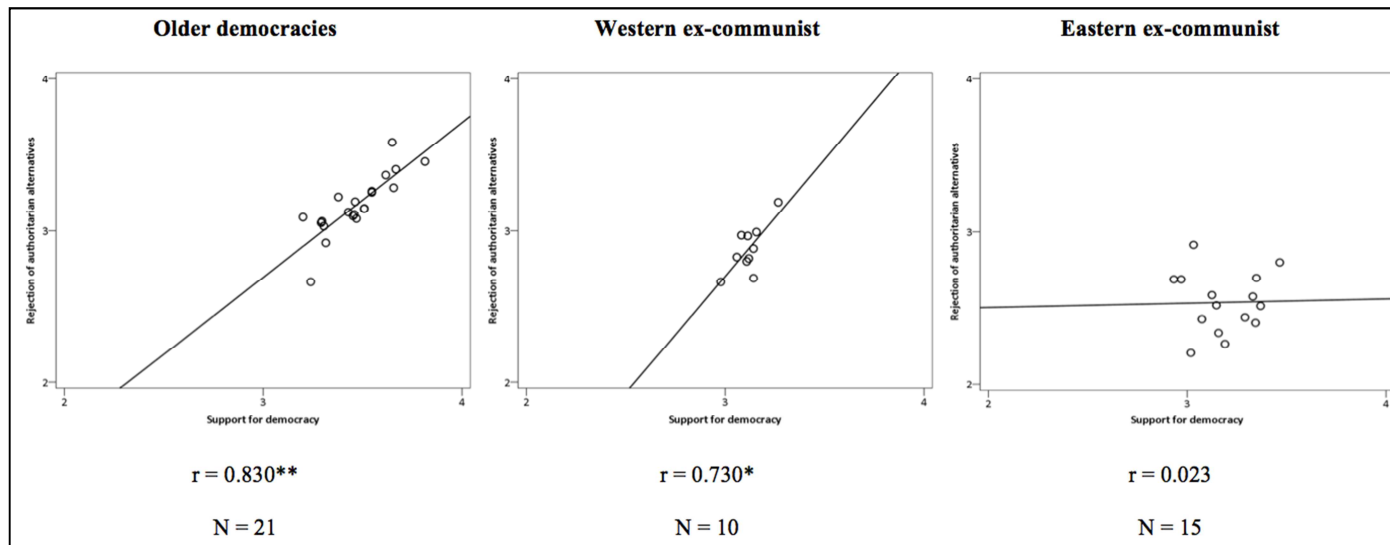 Older democracies
Western ex-communist
Eastern ex-communist
4
3
2
2
3
4
Rejection of authoritarian alternatives
Support for democracy
4
3
2
2
3
4
Rejection of authoritarian alternatives
Support for democracy
4
3
2
2
3
4
Rejection of authoritarian alternatives
Support for democracy
r = 0.830**
r = 0.730*
r = 0.023
N = 21
N = 10
N = 15